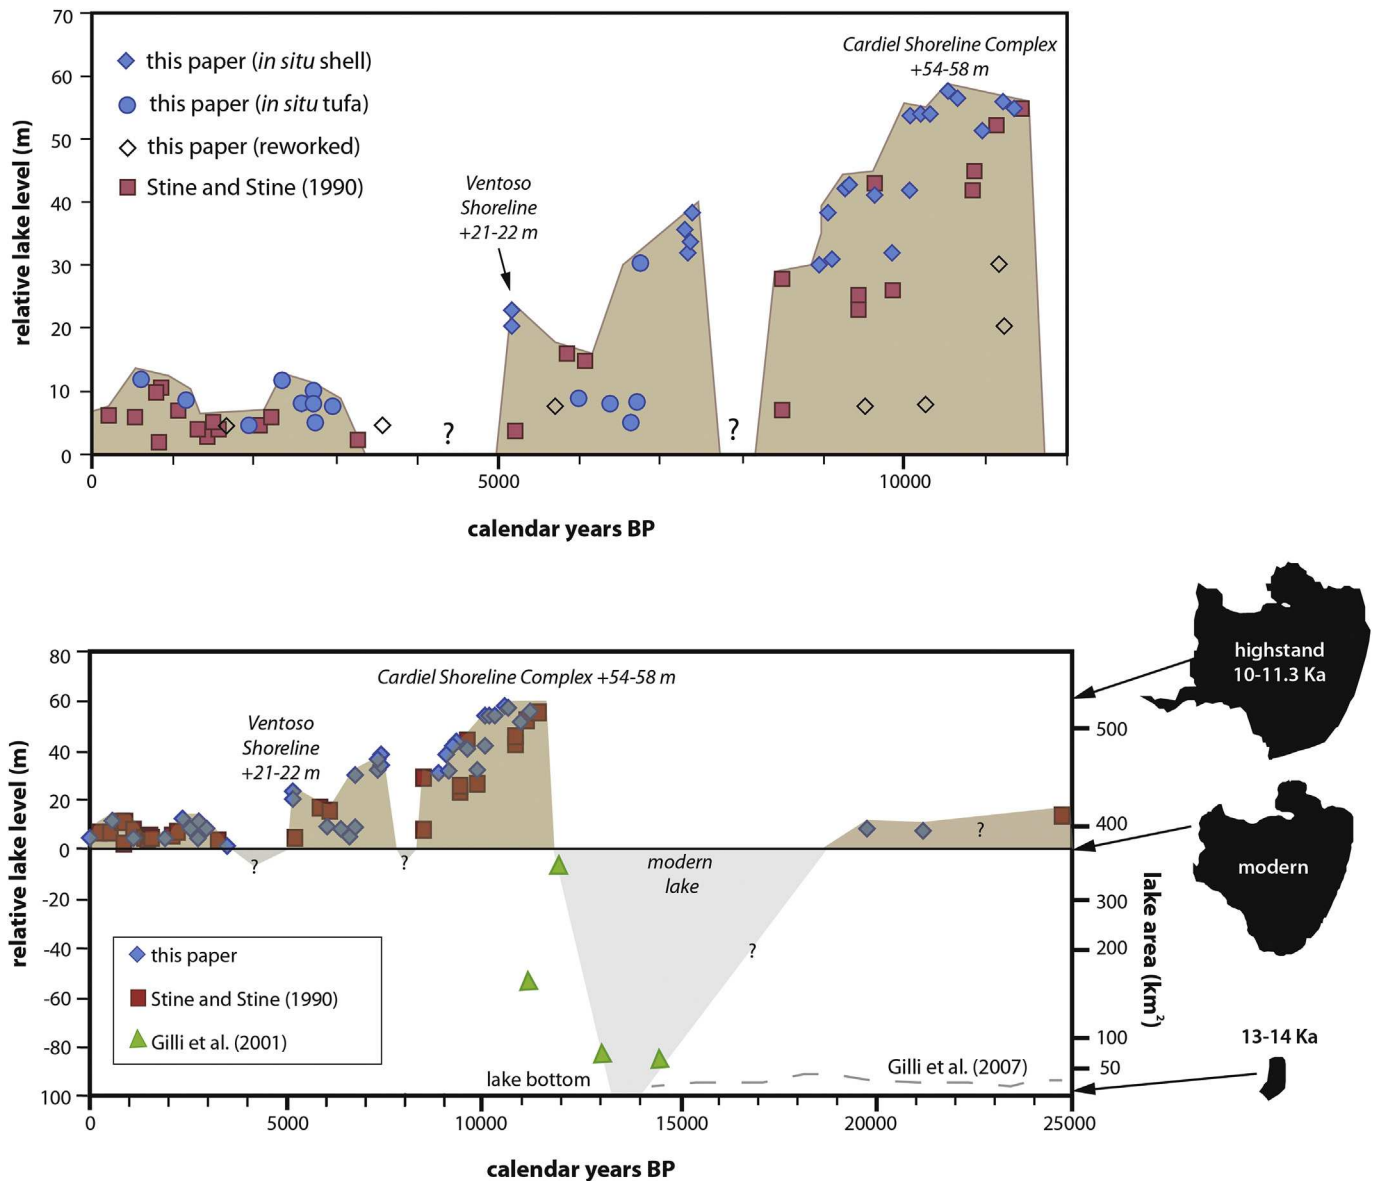 70
60
50
40
30
20
10
0
relative lake level (m)
this paper (in situ shell)
this paper (in situ tufa)
this paper (reworked)
Stine and Stine (1990)
Ventoso
Shoreline
+21-22 m
Cardiel Shoreline Complex
+54-58 m
?
?
0
5000
10000
calendar years BP
80
60
40
20
0
-20
-40
-60
-80
100
relative lake level (m)
Cardiel Shoreline Complex +54-58 m
Ventoso
Shoreline
+21-22 m
?
?
modern
lake
?
?
this paper
Stine and Stine (1990)
Gilli et al. (2001)
lake bottom
Gilli et al. (2007)
0
5000
10000
15000
20000
25000
calendar years BP
500
400
300
200
100
50
lake area (km²)
highstand
10-11.3 Ka
modern
13-14 Ka